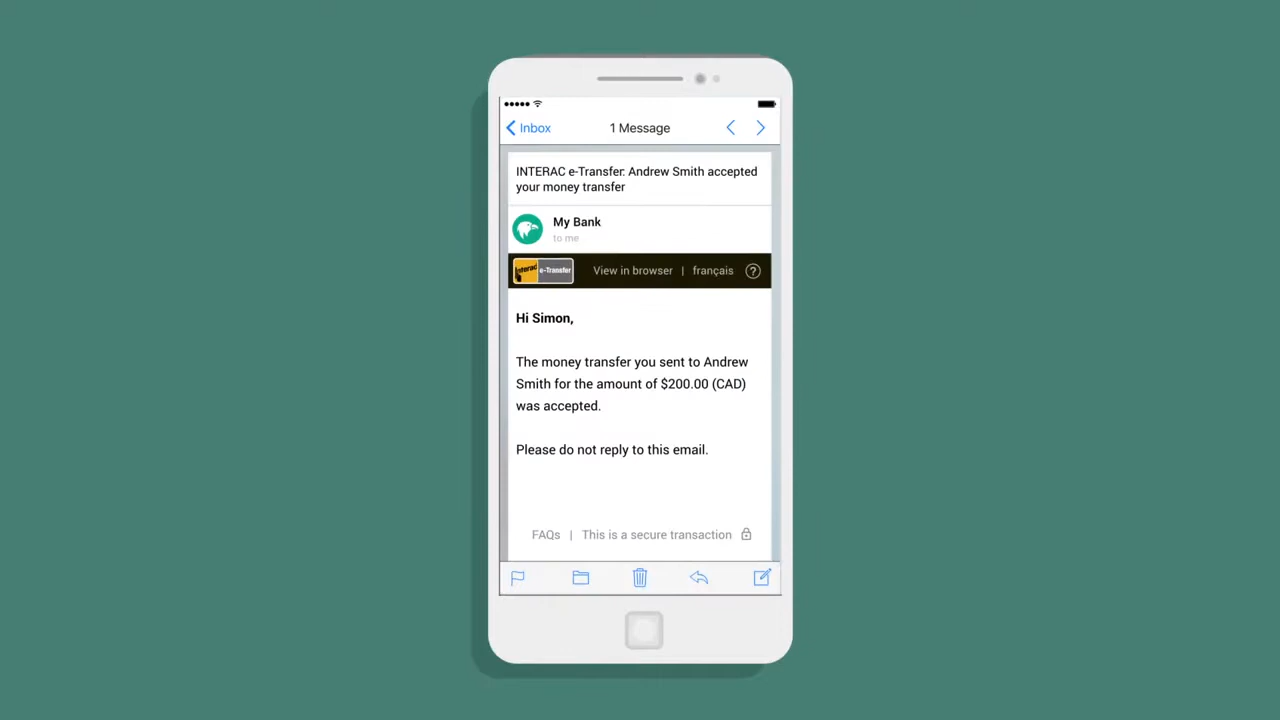 Inbox
1 Message
INTERAC e-Transfer: Andrew Smith accepted
your money transfer
My Bank
to me
Interac e-Transfer
View in browser | français ?
Hi Simon,
The money transfer you sent to Andrew
Smith for the amount of $200.00 (CAD)
was accepted.
Please do not reply to this email.
FAQs | This is a secure transaction